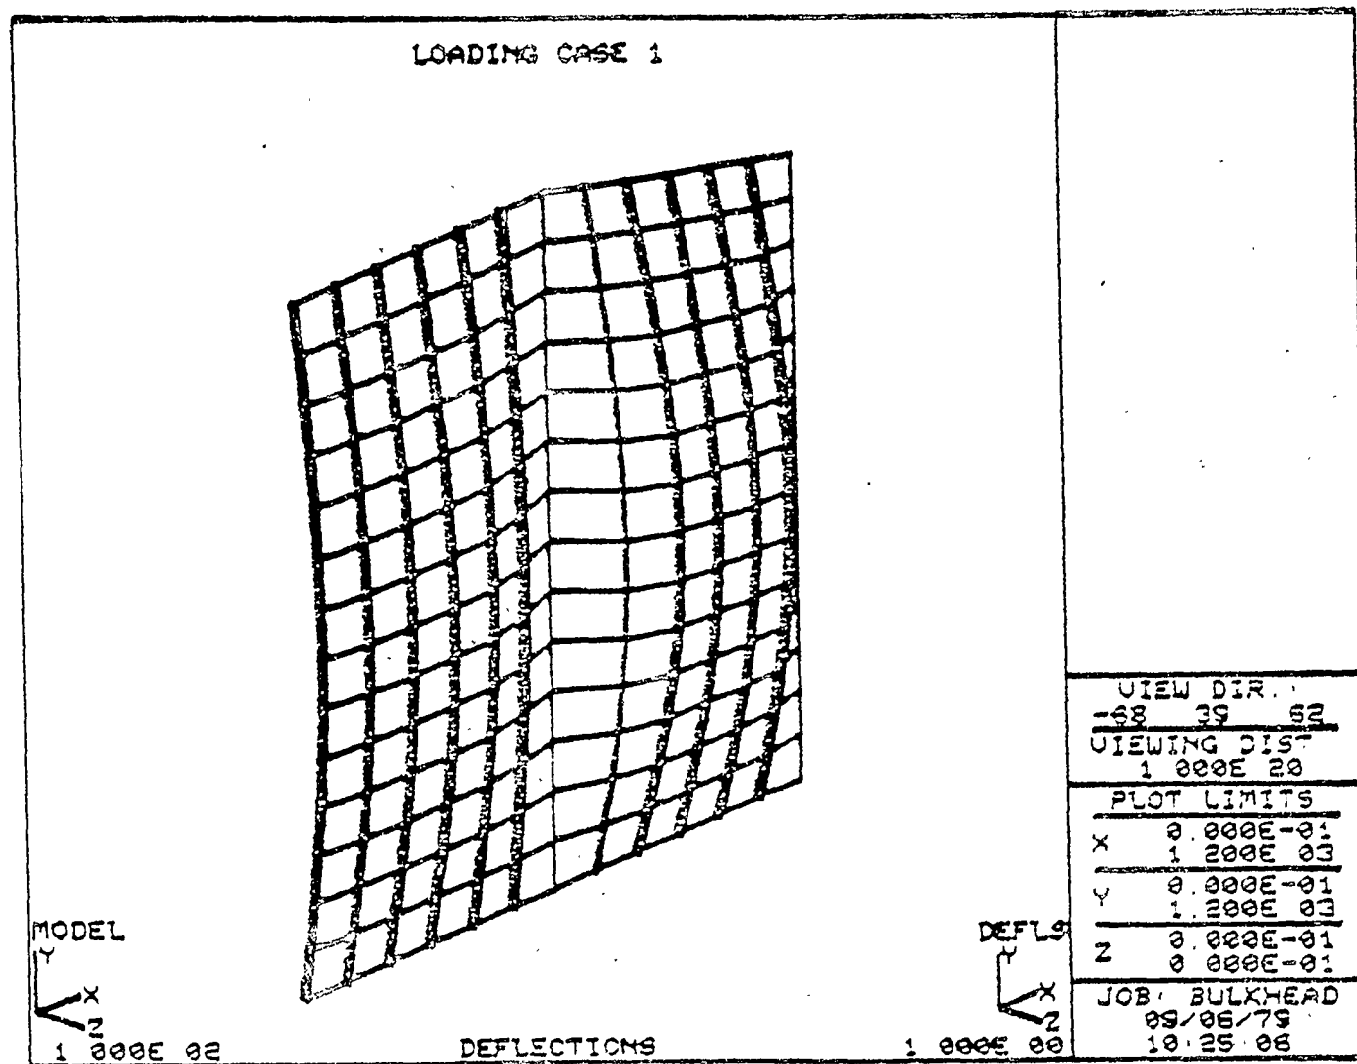 LOADING CASE 1
VIEW DIR.
-68 39 62
VIEWING DIST
1 000E 20
PLOT LIMITS
X 0.000E-01
1 200E 03
Y 0.000E-01
1.200E 03
Z 0.000E-01
0 000E-01
JOB: BULKHEAD
09/06/79
10:25:08
MODEL
Y
X
Z
1 000E 02
DEFLECTIONS
DEFLS
Y
X
Z
1 000E 00